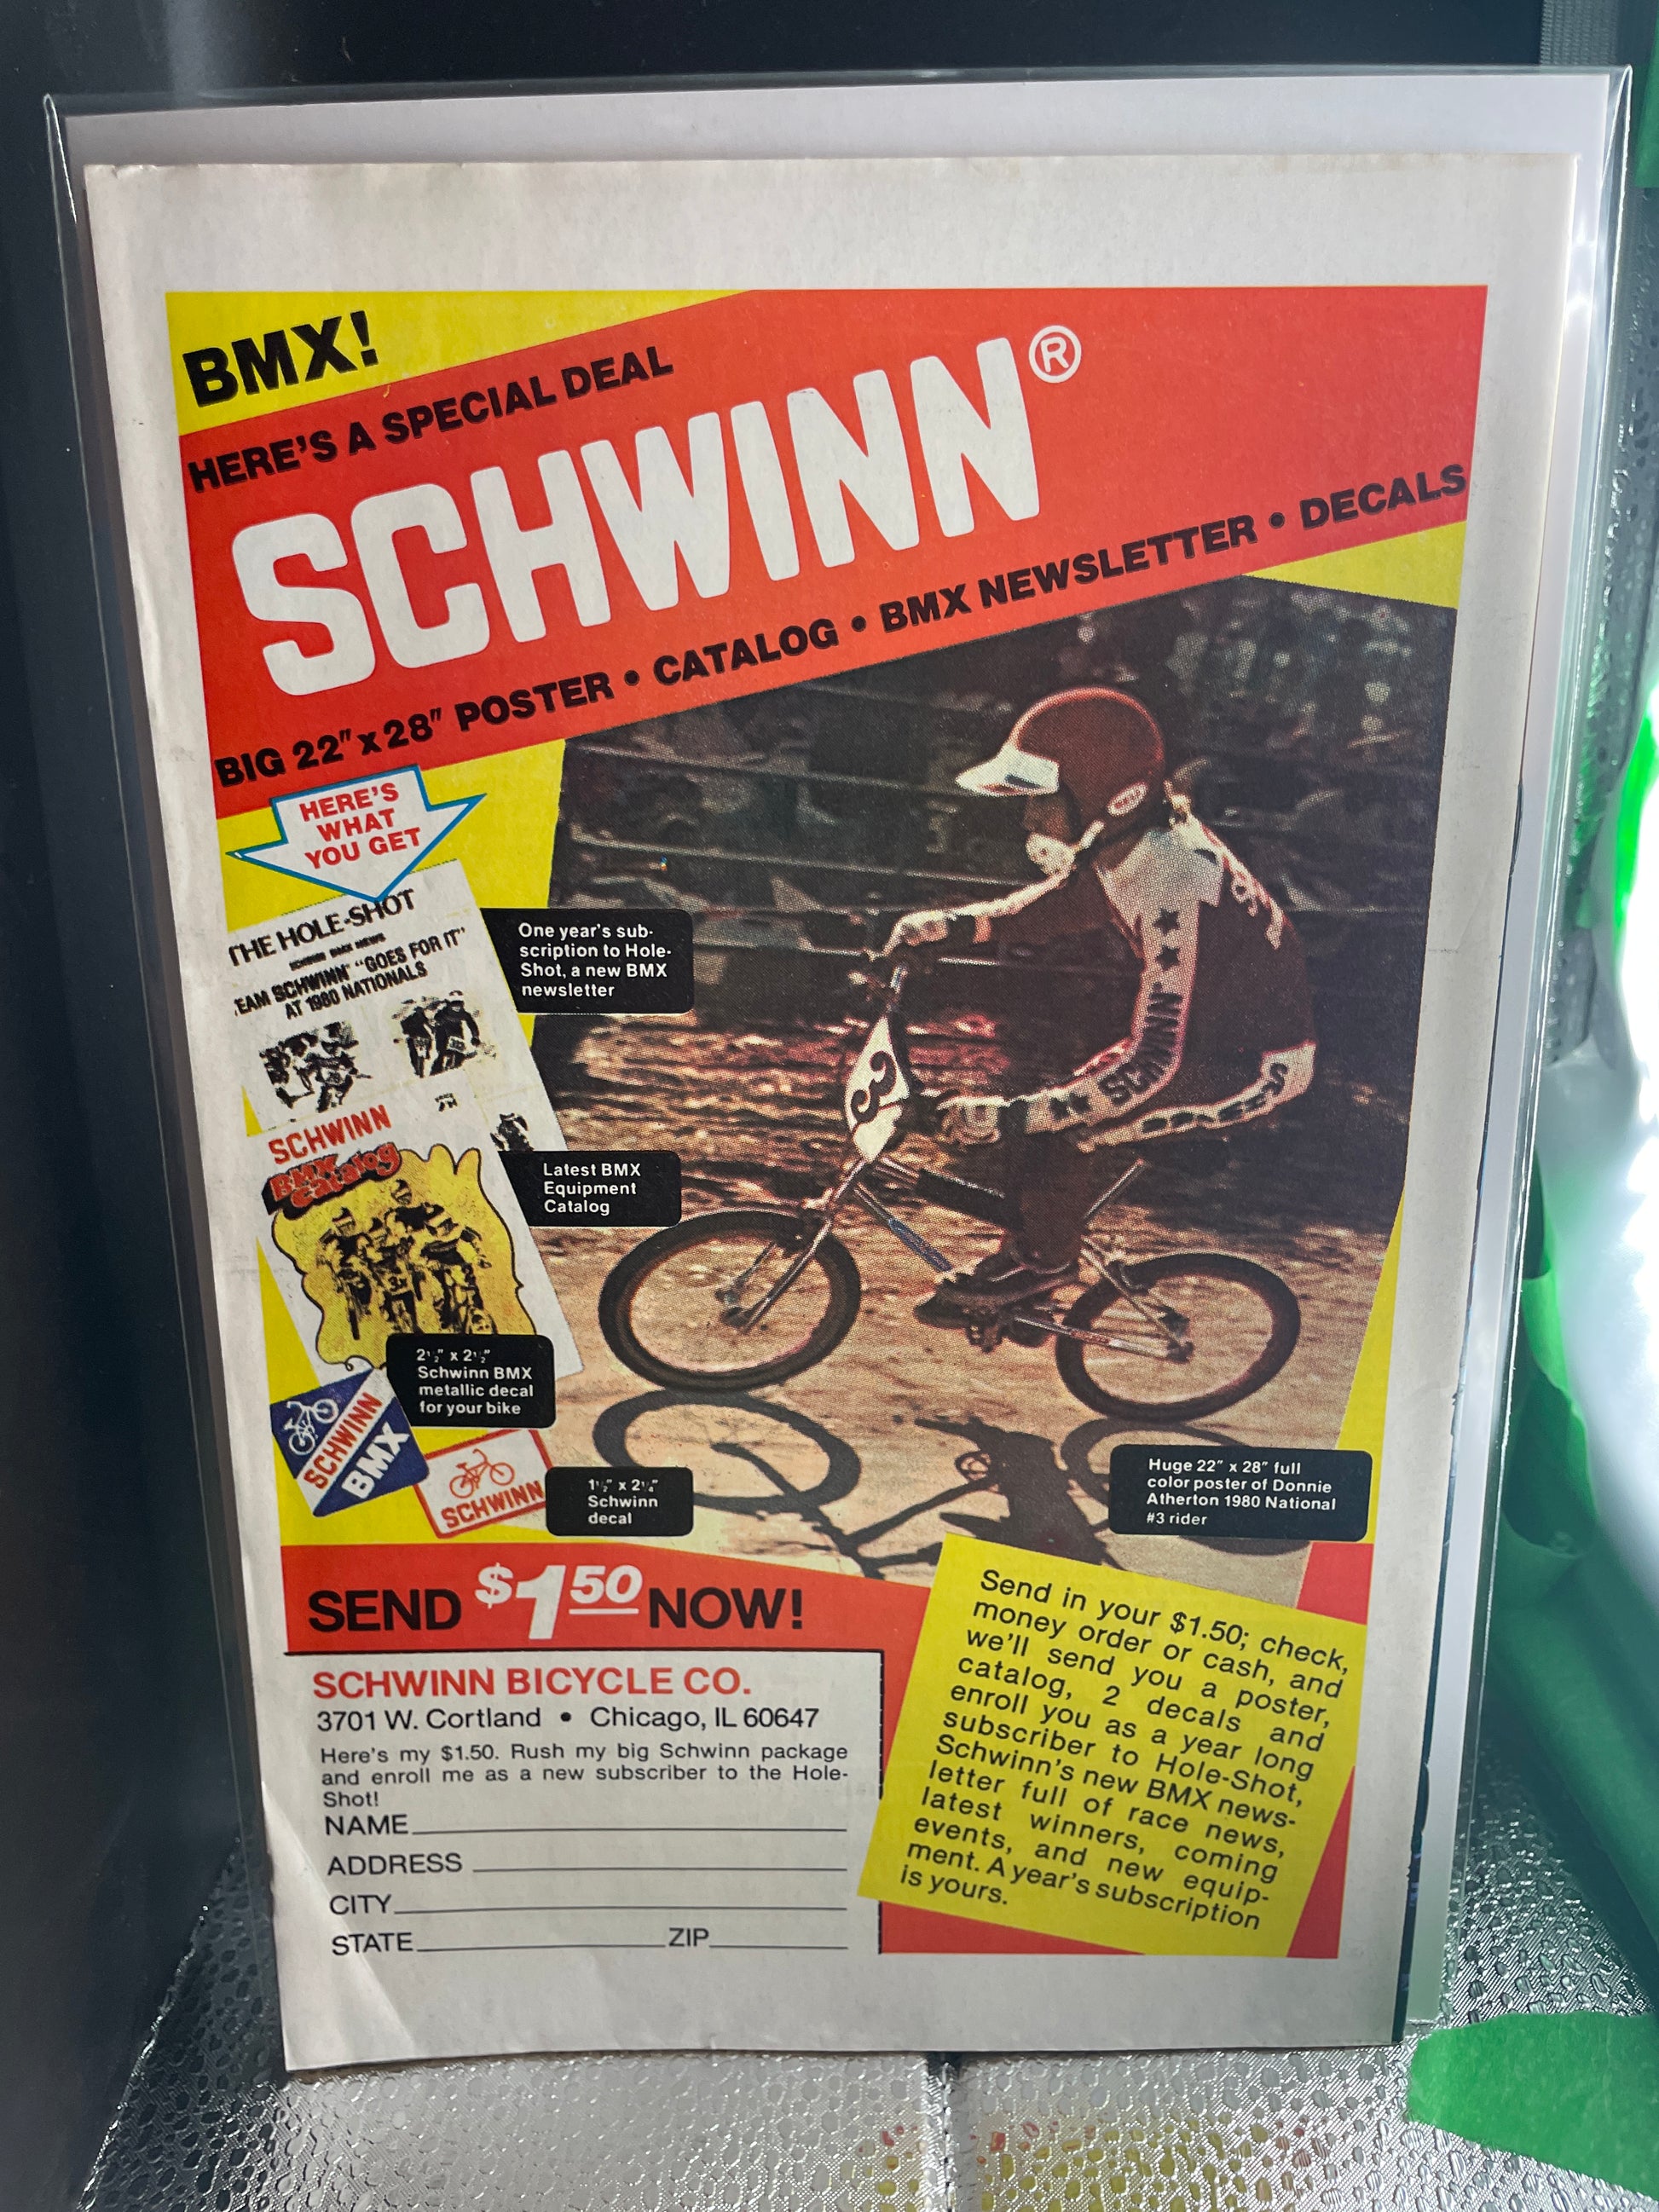 BMX!
HERE'S A SPECIAL DEAL
SCHWINN®
BIG 22" x 28" POSTER • CATALOG • BMX NEWSLETTER • DECALS
HERE'S
WHAT
YOU GET
THE HOLE-SHOT
SCHWINN BMX NEWS
TEAM SCHWINN "GOES FOR IT"
AT 1980 NATIONALS
One year's sub-
scription to Hole-
Shot, a new BMX
newsletter
SCHWINN
BMX
Catalog
Latest BMX
Equipment
Catalog
2½" x 2½"
Schwinn BMX
metallic decal
for your bike
SCHWINN
BMX
SCHWINN
1½" x 2¼"
Schwinn
decal
3
SCHWINN
Huge 22" x 28" full
color poster of Donnie
Atherton 1980 National
#3 rider
SEND $1.50 NOW!
SCHWINN BICYCLE CO.
3701 W. Cortland • Chicago, IL 60647
Here's my $1.50. Rush my big Schwinn package
and enroll me as a new subscriber to the Hole-
Shot!
NAME
ADDRESS
CITY
STATE ZIP
Send in your $1.50; check,
money order or cash, and
we'll send you a poster,
catalog, 2 decals and
enroll you as a year long
subscriber to Hole-Shot,
Schwinn's new BMX news-
letter full of race news,
latest winners, coming
events, and new equip-
ment. A year's subscription
is yours.